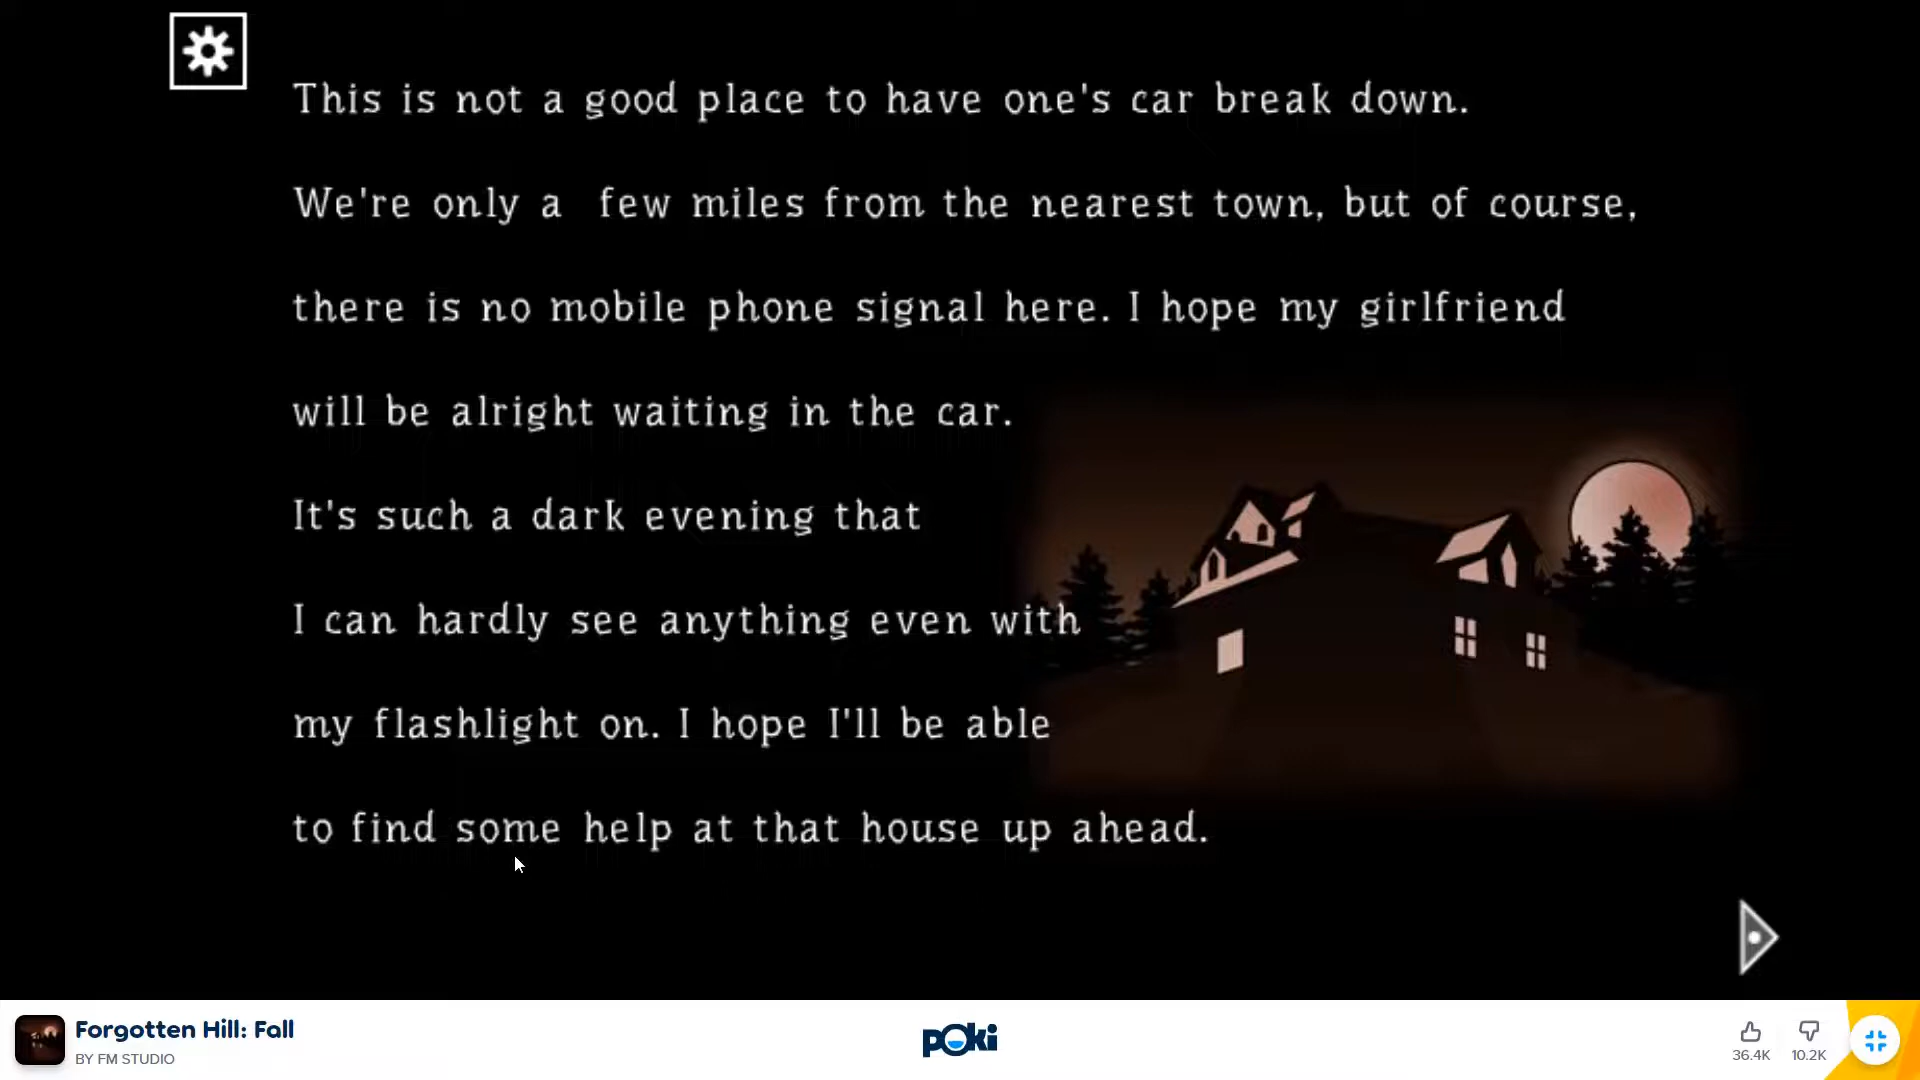 This is not a good place to have one's car break down.
We're only a few miles from the nearest town, but of course,
there is no mobile phone signal here. I hope my girlfriend
will be alright waiting in the car.
It's such a dark evening that
I can hardly see anything even with
my flashlight on. I hope I'll be able
to find some help at that house up ahead.
Forgotten Hill: Fall
BY FM STUDIO
poki
36.4K
10.2K